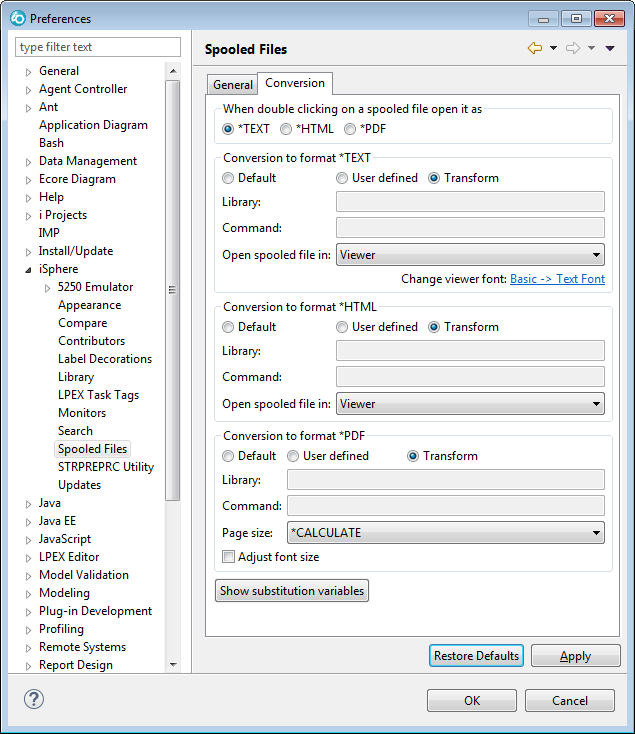 Preferences
type filter text
General
Agent Controller
Ant
Application Diagram
Bash
Data Management
Ecore Diagram
Help
i Projects
IMP
Install/Update
iSphere
5250 Emulator
Appearance
Compare
Contributors
Label Decorations
Library
LPEX Task Tags
Monitors
Search
Spooled Files
STRPREPRC Utility
Updates
Java
Java EE
JavaScript
LPEX Editor
Model Validation
Modeling
Plug-in Development
Profiling
Remote Systems
Report Design
Spooled Files
General Conversion
When double clicking on a spooled file open it as
*TEXT *HTML *PDF
Conversion to format *TEXT
Default User defined Transform
Library:
Command:
Open spooled file in: Viewer
Change viewer font: Basic -> Text Font
Conversion to format *HTML
Default User defined Transform
Library:
Command:
Open spooled file in: Viewer
Conversion to format *PDF
Default User defined Transform
Library:
Command:
Page size: *CALCULATE
Adjust font size
Show substitution variables
Restore Defaults Apply
? OK Cancel